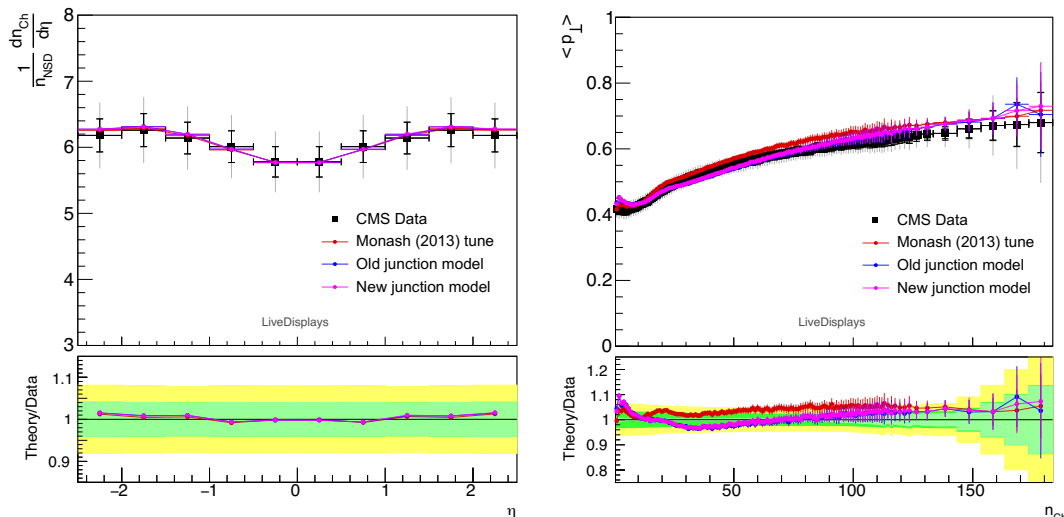 1
n_NSD
dn_Ch
dη
8
7
6
5
4
3
CMS Data
Monash (2013) tune
Old junction model
New junction model
LiveDisplays
Theory/Data
1.1
1
0.9
−2
−1
0
1
2
η
< p⊥ >
1
0.8
0.6
0.4
0.2
0
CMS Data
Monash (2013) tune
Old junction model
New junction model
LiveDisplays
Theory/Data
1.2
1.1
1.0
0.9
0.8
50
100
150